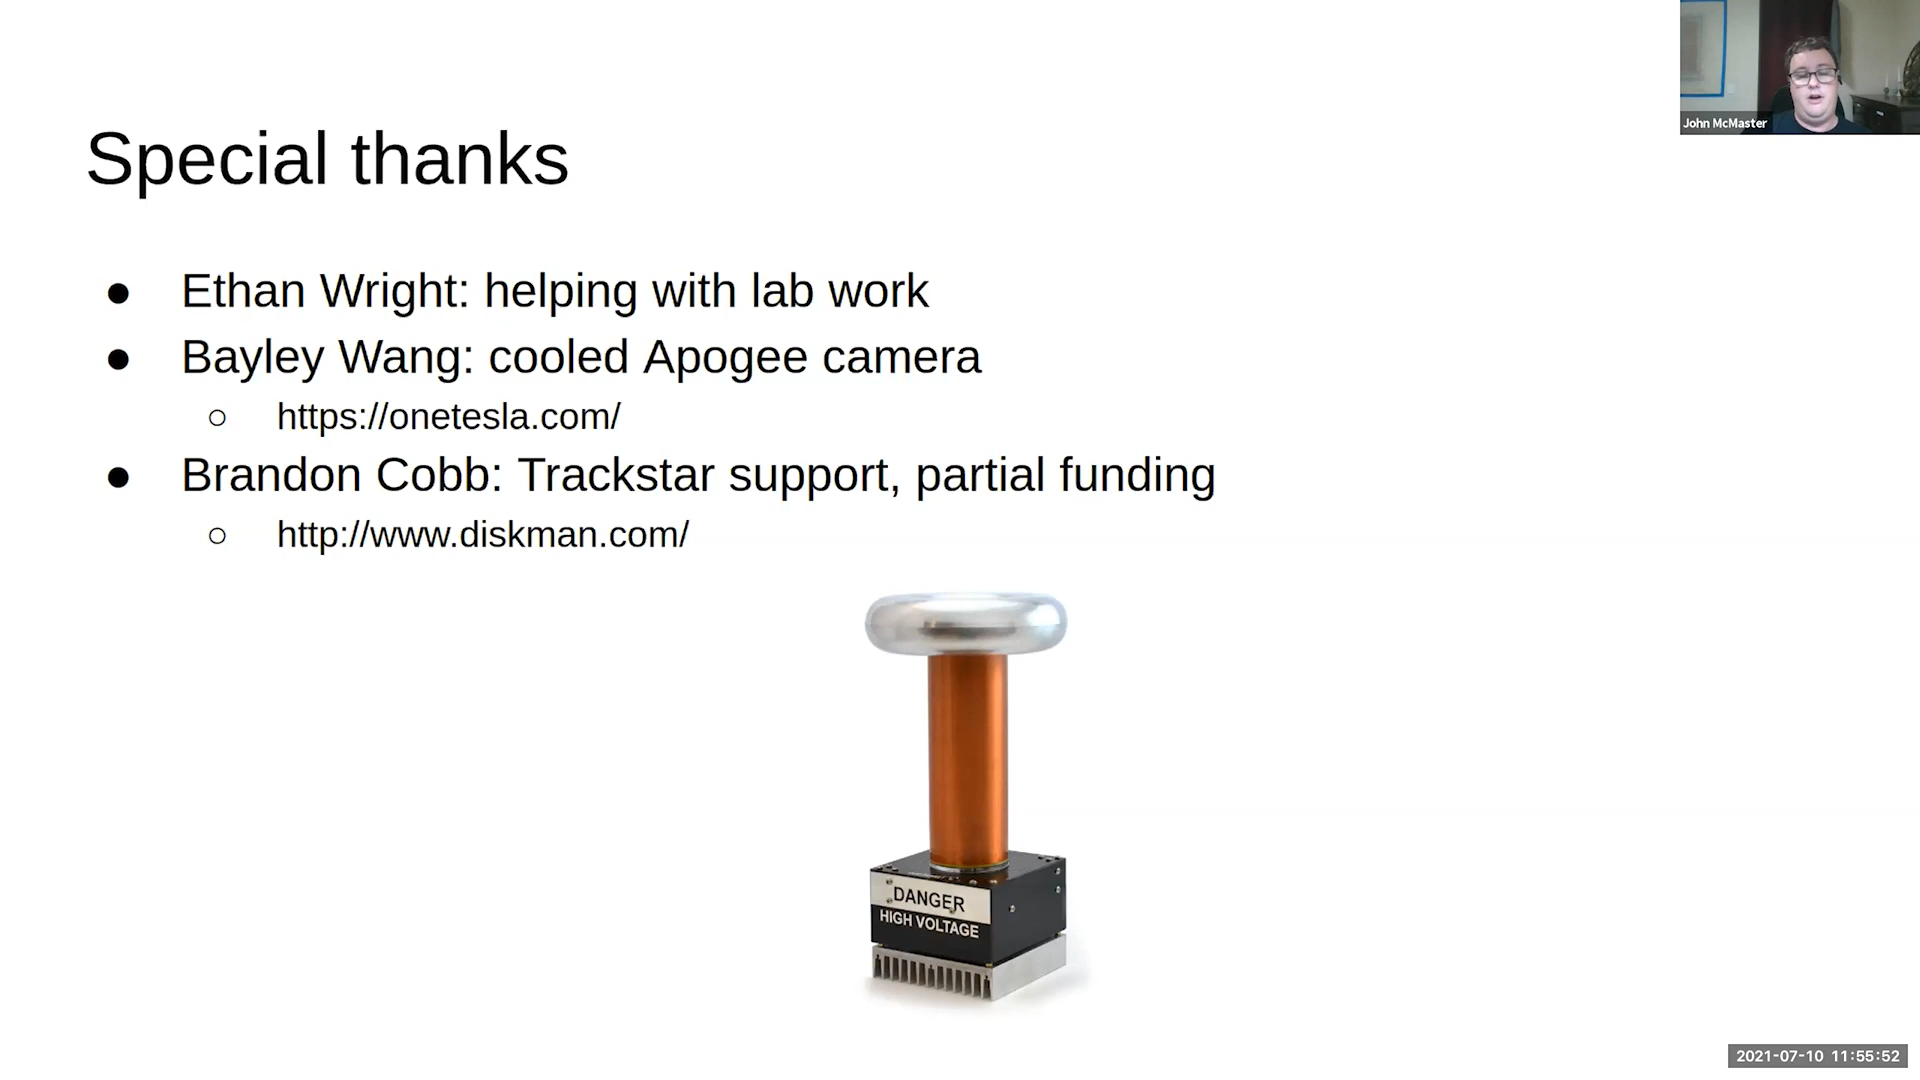 John McMaster
Special thanks
● Ethan Wright: helping with lab work
● Bayley Wang: cooled Apogee camera
○ https://onetesla.com/
● Brandon Cobb: Trackstar support, partial funding
○ http://www.diskman.com/
DANGER
HIGH VOLTAGE
2021-07-10 11:55:52